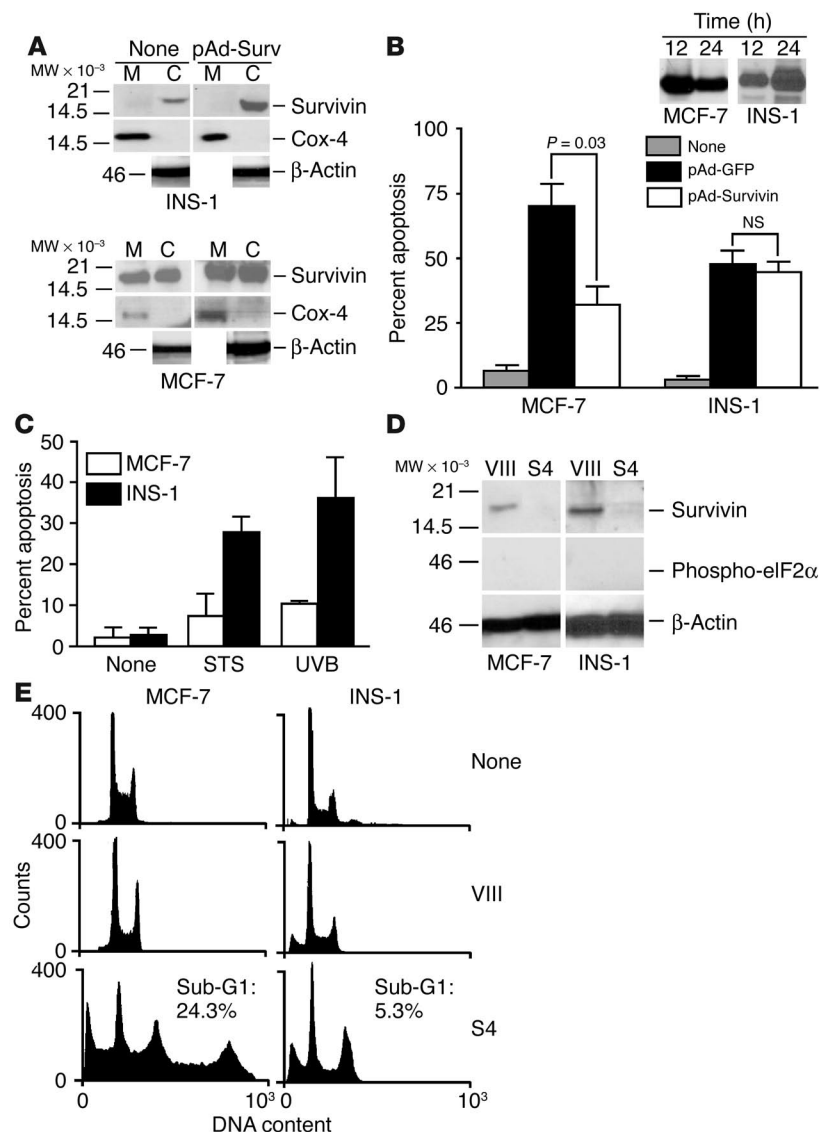 A
None pAd-Surv
MW × 10⁻³ M C M C
21
14.5
Survivin
14.5
Cox-4
46
β-Actin
INS-1
MW × 10⁻³ M C M C
21
14.5
Survivin
14.5
Cox-4
46
β-Actin
MCF-7
B
Time (h)
12 24 12 24
MCF-7 INS-1
None
pAd-GFP
pAd-Survivin
P = 0.03
NS
Percent apoptosis
100
75
50
25
0
MCF-7 INS-1
C
MCF-7
INS-1
Percent apoptosis
50
40
30
20
10
0
None STS UVB
D
MW × 10⁻³ VIII S4 VIII S4
21
14.5
Survivin
46
Phospho-eIF2α
46
β-Actin
MCF-7 INS-1
E
MCF-7 INS-1
400
0
None
400
0
VIII
400
0
Sub-G1:
24.3%
Sub-G1:
5.3%
S4
Counts
0 10³ 0 10³
DNA content